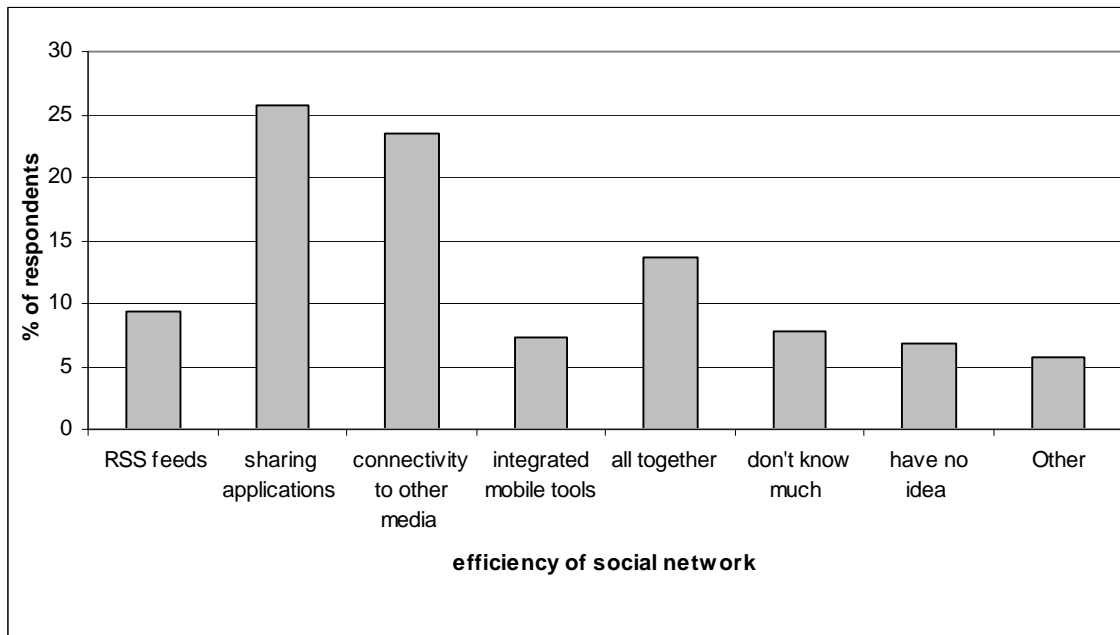 30
25
20
15
10
5
0
% of respondents
RSS feeds
sharing
applications
connectivity
to other
media
integrated
mobile tools
all together
don't know
much
have no
idea
Other
efficiency of social network